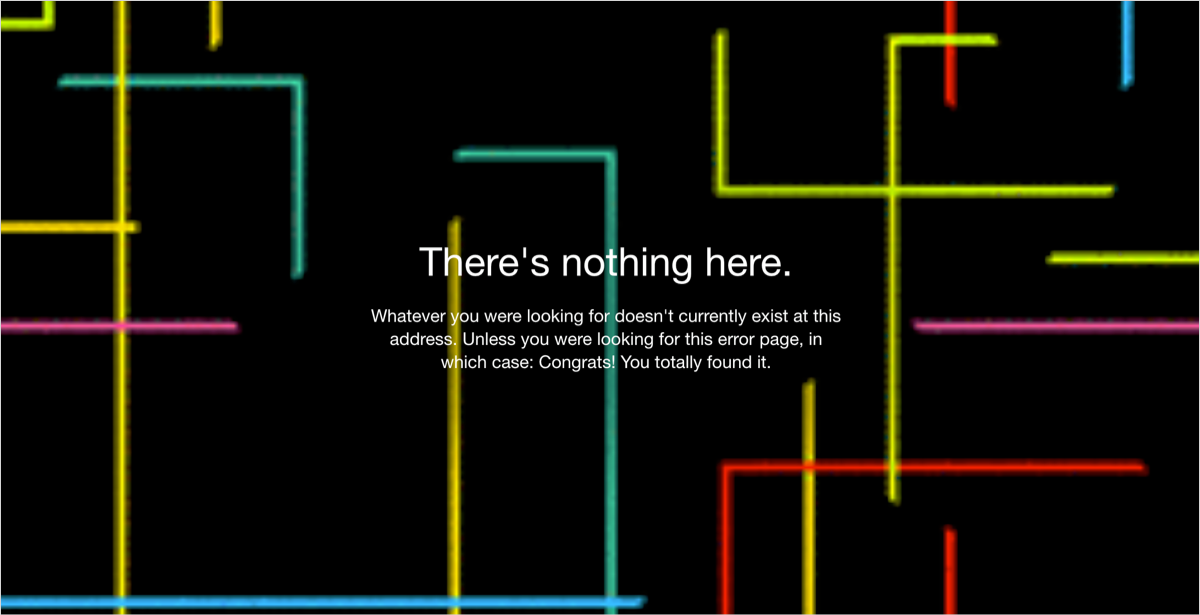 There's nothing here.
Whatever you were looking for doesn't currently exist at this
address. Unless you were looking for this error page, in
which case: Congrats! You totally found it.